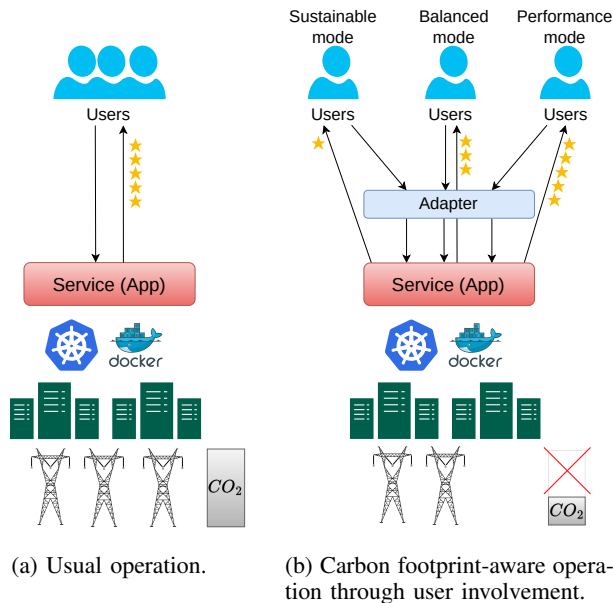 Users
Service (App)
docker
CO₂
(a) Usual operation.
Sustainable
mode
Balanced
mode
Performance
mode
Users
Users
Users
Adapter
Service (App)
docker
CO₂
(b) Carbon footprint-aware opera-
tion through user involvement.